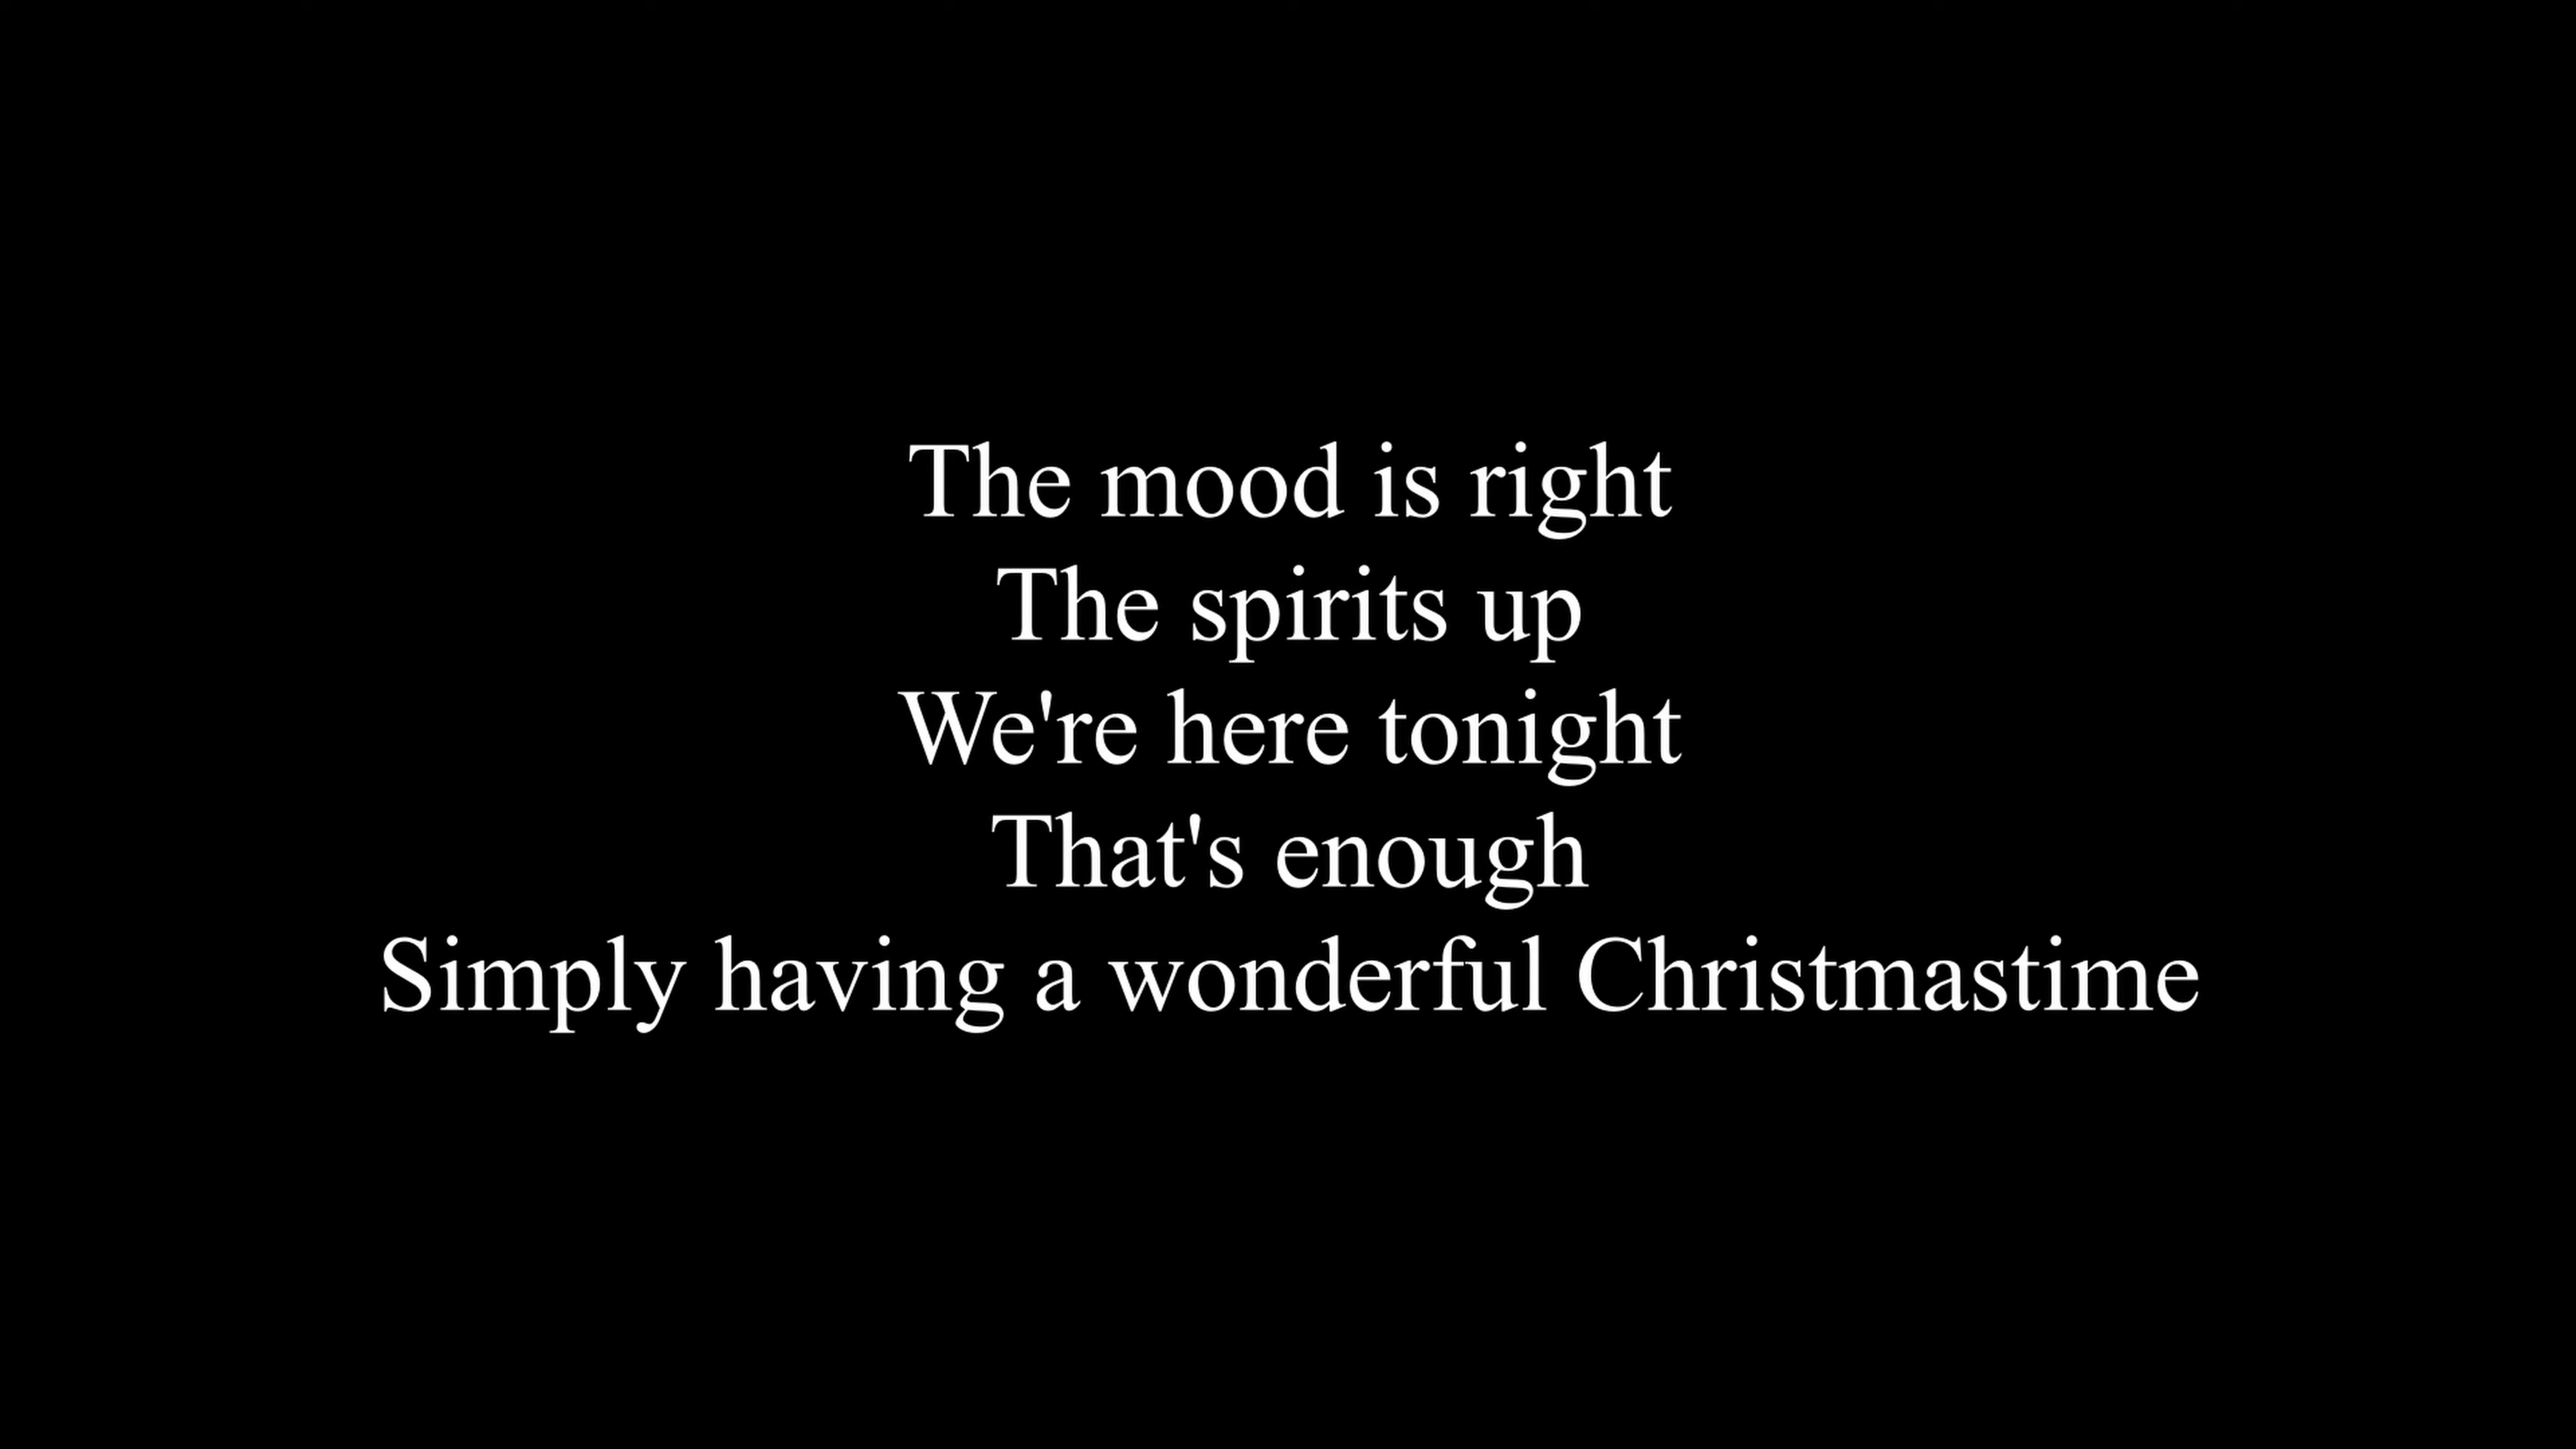 The mood is right
The spirits up
We're here tonight
That's enough
Simply having a wonderful Christmastime